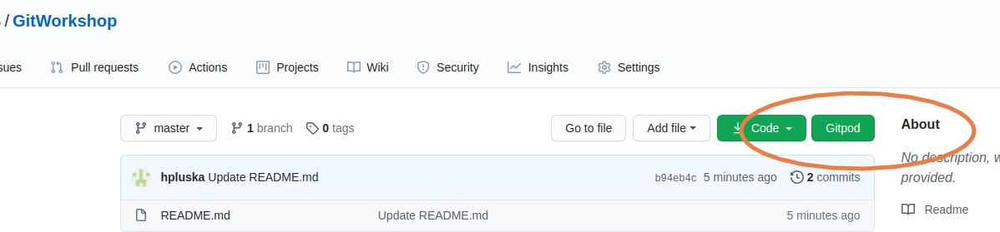 / GitWorkshop
Pull requests Actions Projects Wiki Security Insights Settings
master 1 branch 0 tags Go to file Add file Code Gitpod About
No description, w
hpluska Update README.md b94eb4c 5 minutes ago 2 commits provided.
README.md Update README.md 5 minutes ago Readme